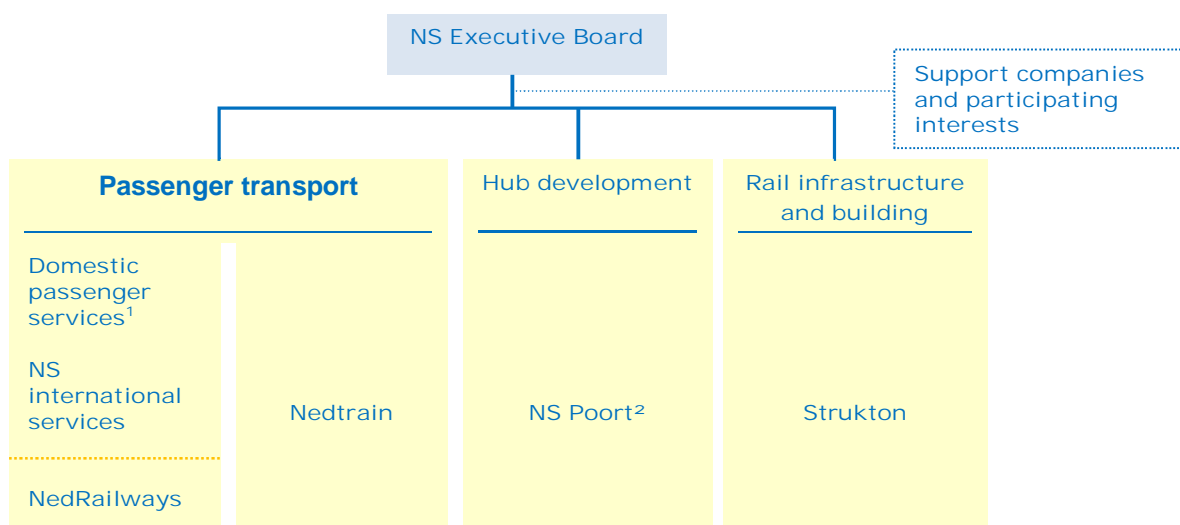 NS Executive Board
Support companies
and participating
interests
Passenger transport
Hub development
Rail infrastructure
and building
Domestic
passenger
services¹
NS
international
services
NedRailways
Nedtrain
NS Poort²
Strukton